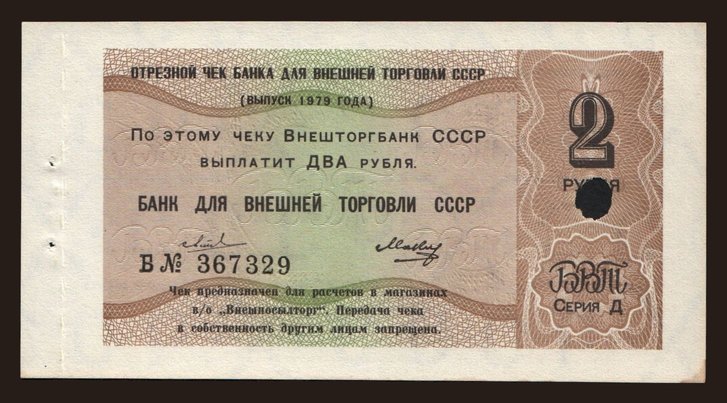 ОТРЕЗНОЙ ЧЕК БАНКА ДЛЯ ВНЕШНЕЙ ТОРГОВЛИ СССР
(ВЫПУСК 1979 ГОДА)
ПО ЭТОМУ ЧЕКУ ВНЕШТОРГБАНК СССР
ВЫПЛАТИТ ДВА РУБЛЯ.
БАНК ДЛЯ ВНЕШНЕЙ ТОРГОВЛИ СССР
Б № 367329
Чек предназначен для расчетов в магазинах
в/о „Внешпосылторг". Передача чека
в собственность другим лицам запрещена.
2
БВТ
СЕРИЯ Д